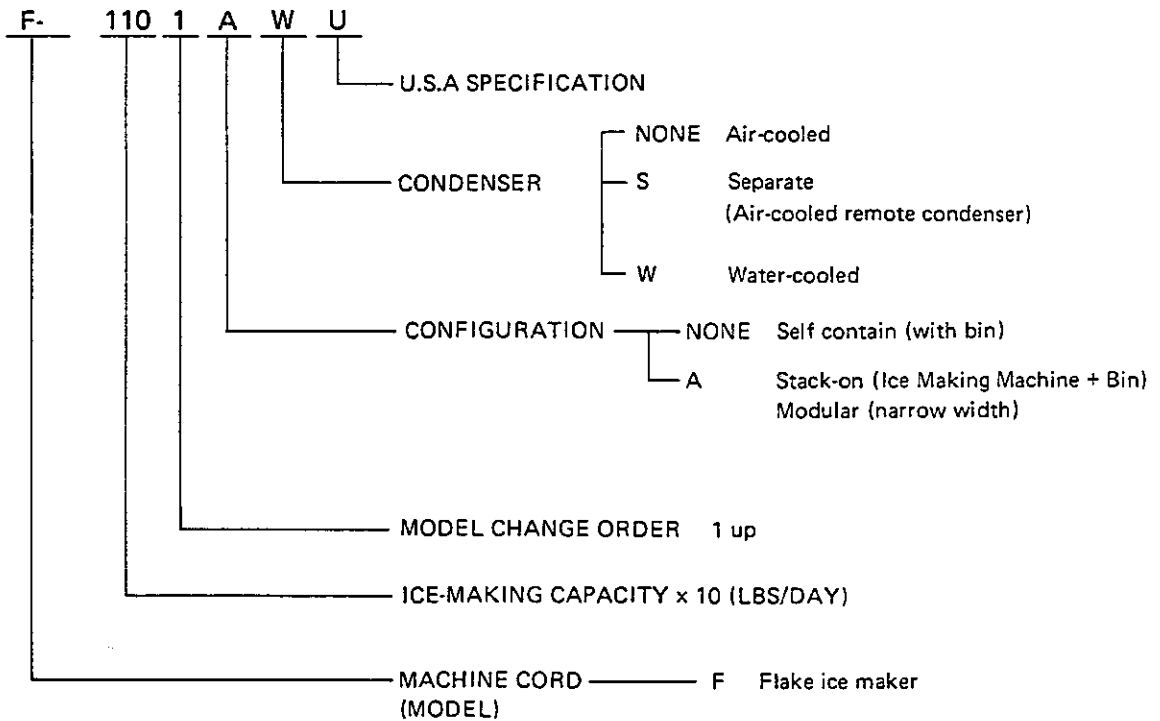 F- 110 1 A W U
U.S.A SPECIFICATION
NONE Air-cooled
CONDENSER S Separate
(Air-cooled remote condenser)
W Water-cooled
CONFIGURATION NONE Self contain (with bin)
A Stack-on (Ice Making Machine + Bin)
Modular (narrow width)
MODEL CHANGE ORDER 1 up
ICE-MAKING CAPACITY x 10 (LBS/DAY)
MACHINE CORD F Flake ice maker
(MODEL)